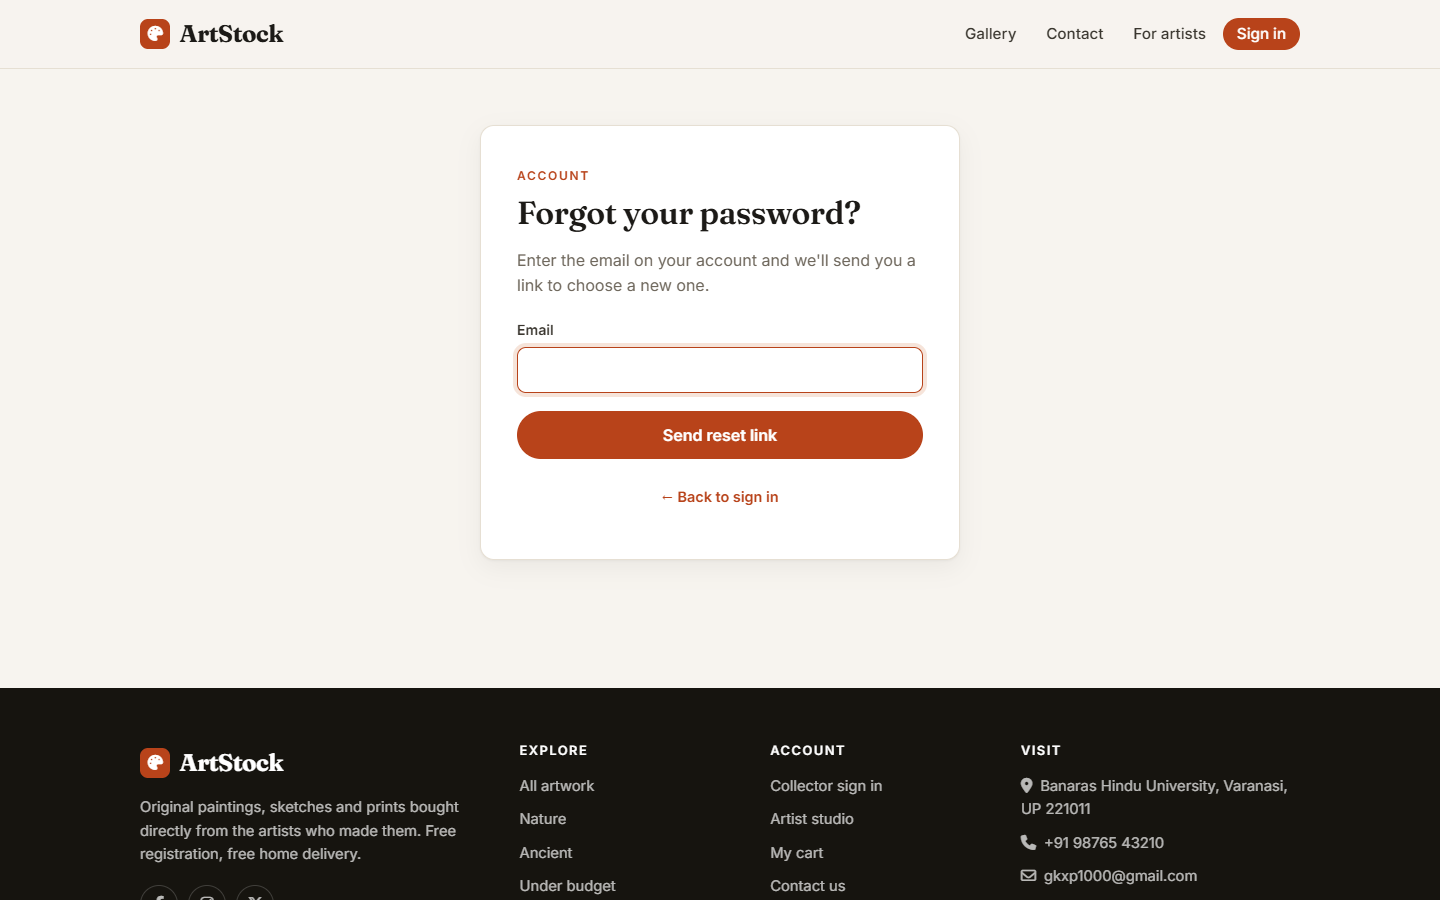 ArtStock
Gallery
Contact
For artists
Sign in
ACCOUNT
Forgot your password?
Enter the email on your account and we'll send you a
link to choose a new one.
Email
Send reset link
← Back to sign in
ArtStock
Original paintings, sketches and prints bought
directly from the artists who made them. Free
registration, free home delivery.
EXPLORE
All artwork
Nature
Ancient
Under budget
ACCOUNT
Collector sign in
Artist studio
My cart
Contact us
VISIT
Banaras Hindu University, Varanasi,
UP 221011
+91 98765 43210
gkxp1000@gmail.com